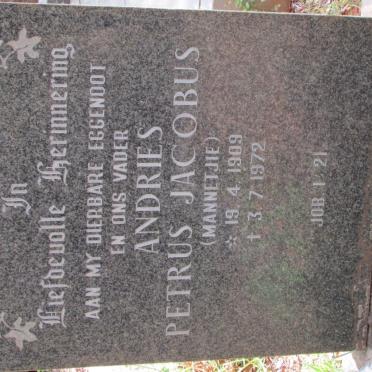 In
Liefdevolle Herinnering
AAN MY DIERBARE EGGENOOT
EN ONS VADER
ANDRIES
PETRUS JACOBUS
(MANNETJIE)
☆ 19.4.1909
† 3.7.1972
JOB 1:21